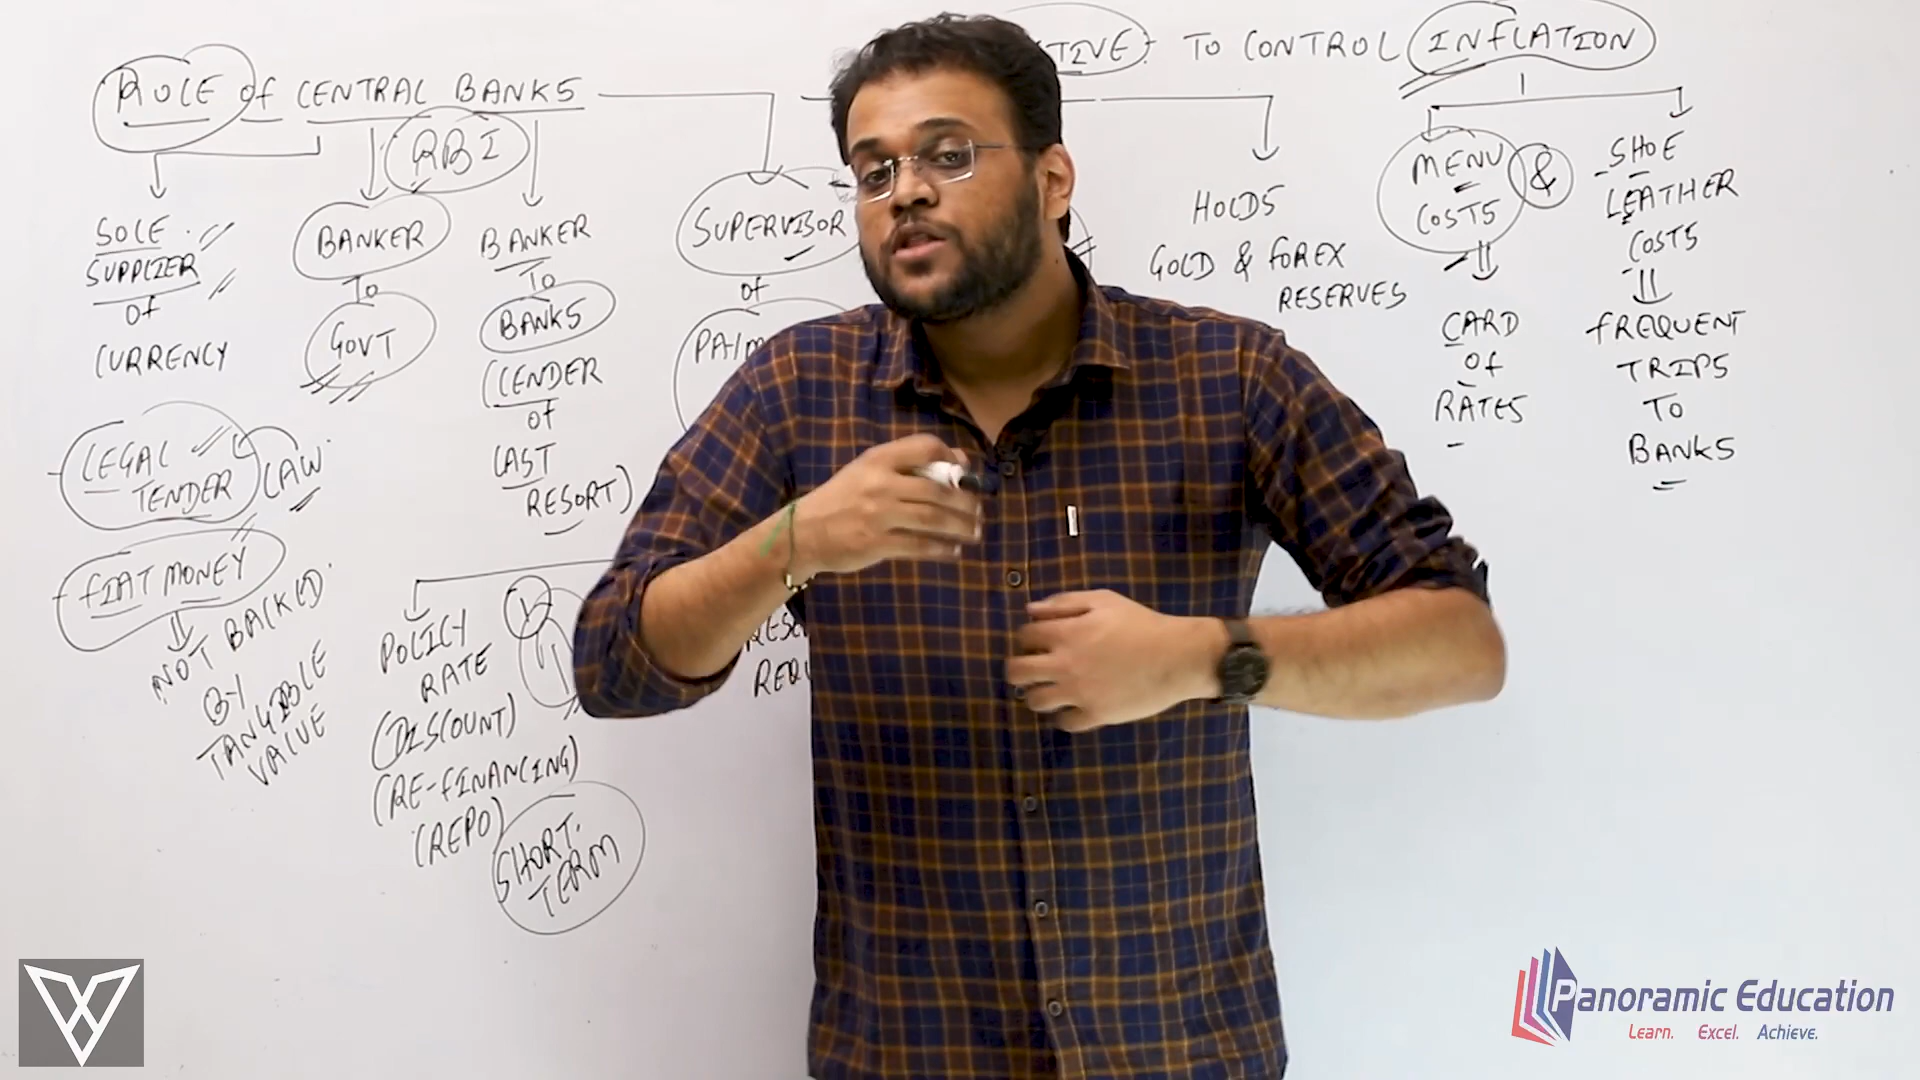 ROLE of CENTRAL BANKS
RBI
SOLE
SUPPLIER
Of
CURRENCY
LEGAL
TENDER
LAW
FIAT MONEY
NOT BACKED
BY
TANGIBLE
VALUE
BANKER
To
GOVT
BANKER
To
BANKS
(LENDER
of
LAST
RESORT)
POLICY
RATE
(DISCOUNT)
(RE-FINANCING)
(REPO)
SHORT
TERM
SUPERVISOR
of
HOLDS
GOLD & FOREX
RESERVES
TO CONTROL INFLATION
MENU
COSTS
&
CARD
of
RATES
SHOE
LEATHER
COSTS
FREQUENT
TRIPS
TO
BANKS
Panoramic Education
Learn. Excel. Achieve.